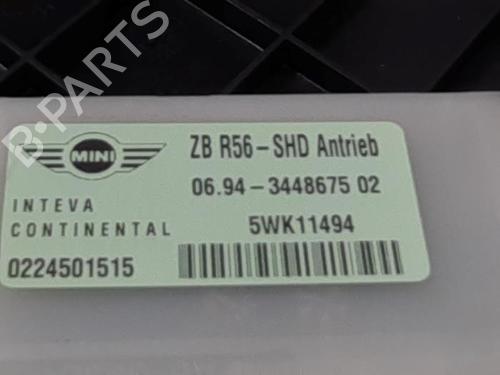 B·PARTS
MINI
ZB R56-SHD Antrieb
06.94-3448675 02
INTEVA
CONTINENTAL
5WK11494
0224501515